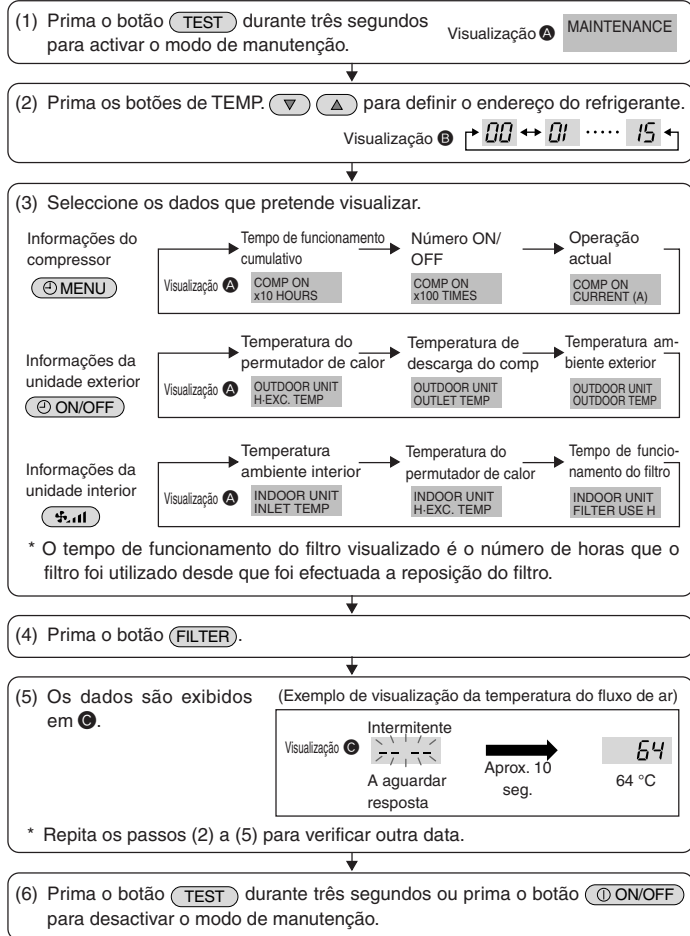 (1) Prima o botão TEST durante três segundos
para activar o modo de manutenção.
Visualização A MAINTENANCE
(2) Prima os botões de TEMP. ▼ △ para definir o endereço do refrigerante.
Visualização B 00 ↔ 01 ····· 15
(3) Seleccione os dados que pretende visualizar.
Informações do
compressor
MENU
Visualização A
Tempo de funcionamento
cumulativo
COMP ON
x10 HOURS
Número ON/
OFF
COMP ON
x100 TIMES
Operação
actual
COMP ON
CURRENT (A)
Informações da
unidade exterior
ON/OFF
Visualização A
Temperatura do
permutador de calor
OUTDOOR UNIT
H·EXC. TEMP
Temperatura de
descarga do comp
OUTDOOR UNIT
OUTLET TEMP
Temperatura am-
biente exterior
OUTDOOR UNIT
OUTDOOR TEMP
Informações da
unidade interior
Visualização A
Temperatura
ambiente interior
INDOOR UNIT
INLET TEMP
Temperatura do
permutador de calor
INDOOR UNIT
H·EXC. TEMP
Tempo de funcio-
namento do filtro
INDOOR UNIT
FILTER USE H
* O tempo de funcionamento do filtro visualizado é o número de horas que o
filtro foi utilizado desde que foi efectuada a reposição do filtro.
(4) Prima o botão FILTER.
(5) Os dados são exibidos
em C.
(Exemplo de visualização da temperatura do fluxo de ar)
Visualização C
Intermitente
-- --
A aguardar
resposta
Aprox. 10
seg.
64
64 °C
* Repita os passos (2) a (5) para verificar outra data.
(6) Prima o botão TEST durante três segundos ou prima o botão ON/OFF
para desactivar o modo de manutenção.